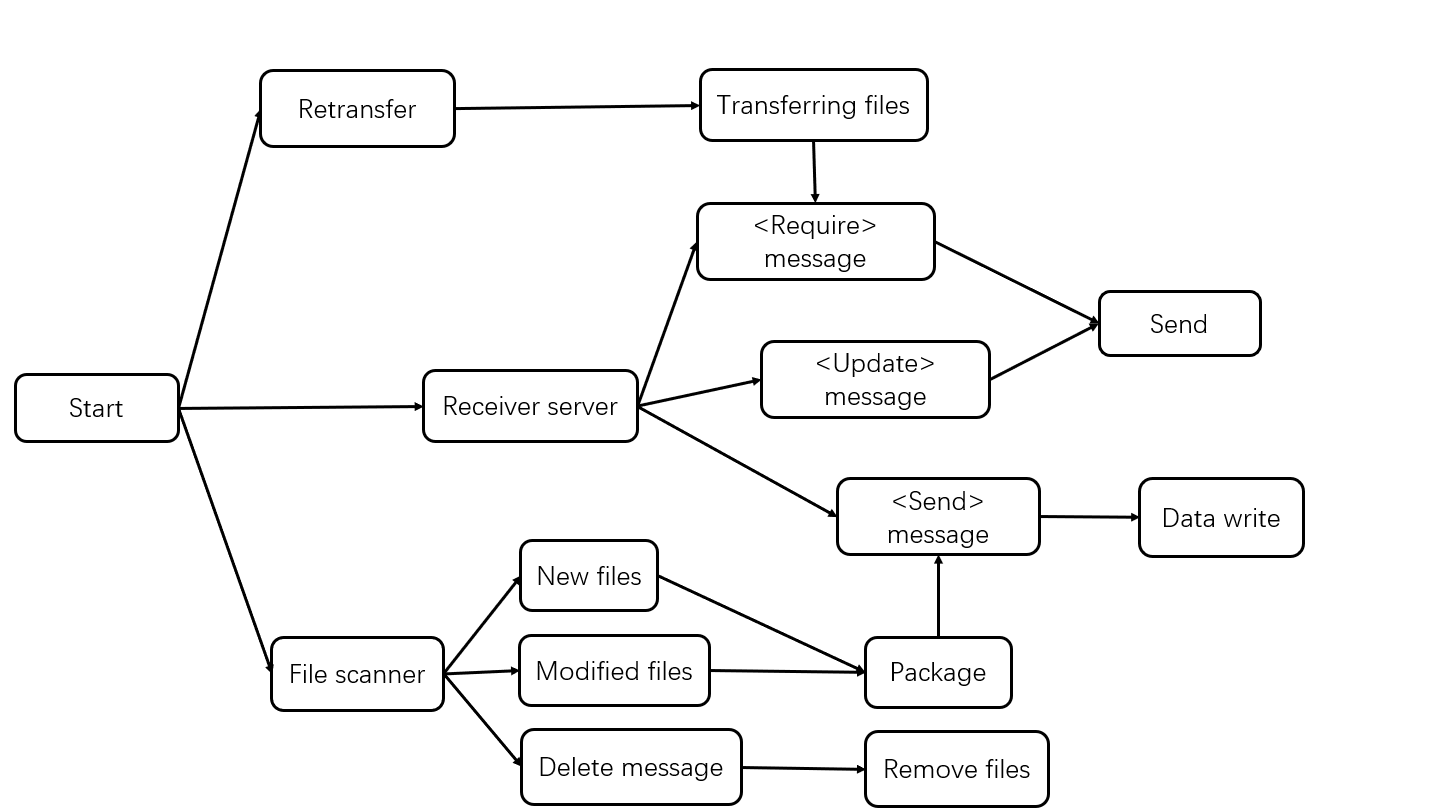 Retransfer
Transferring files
<Require>
message
Send
<Update>
message
Start
Receiver server
<Send>
message
Data write
New files
File scanner
Modified files
Package
Delete message
Remove files